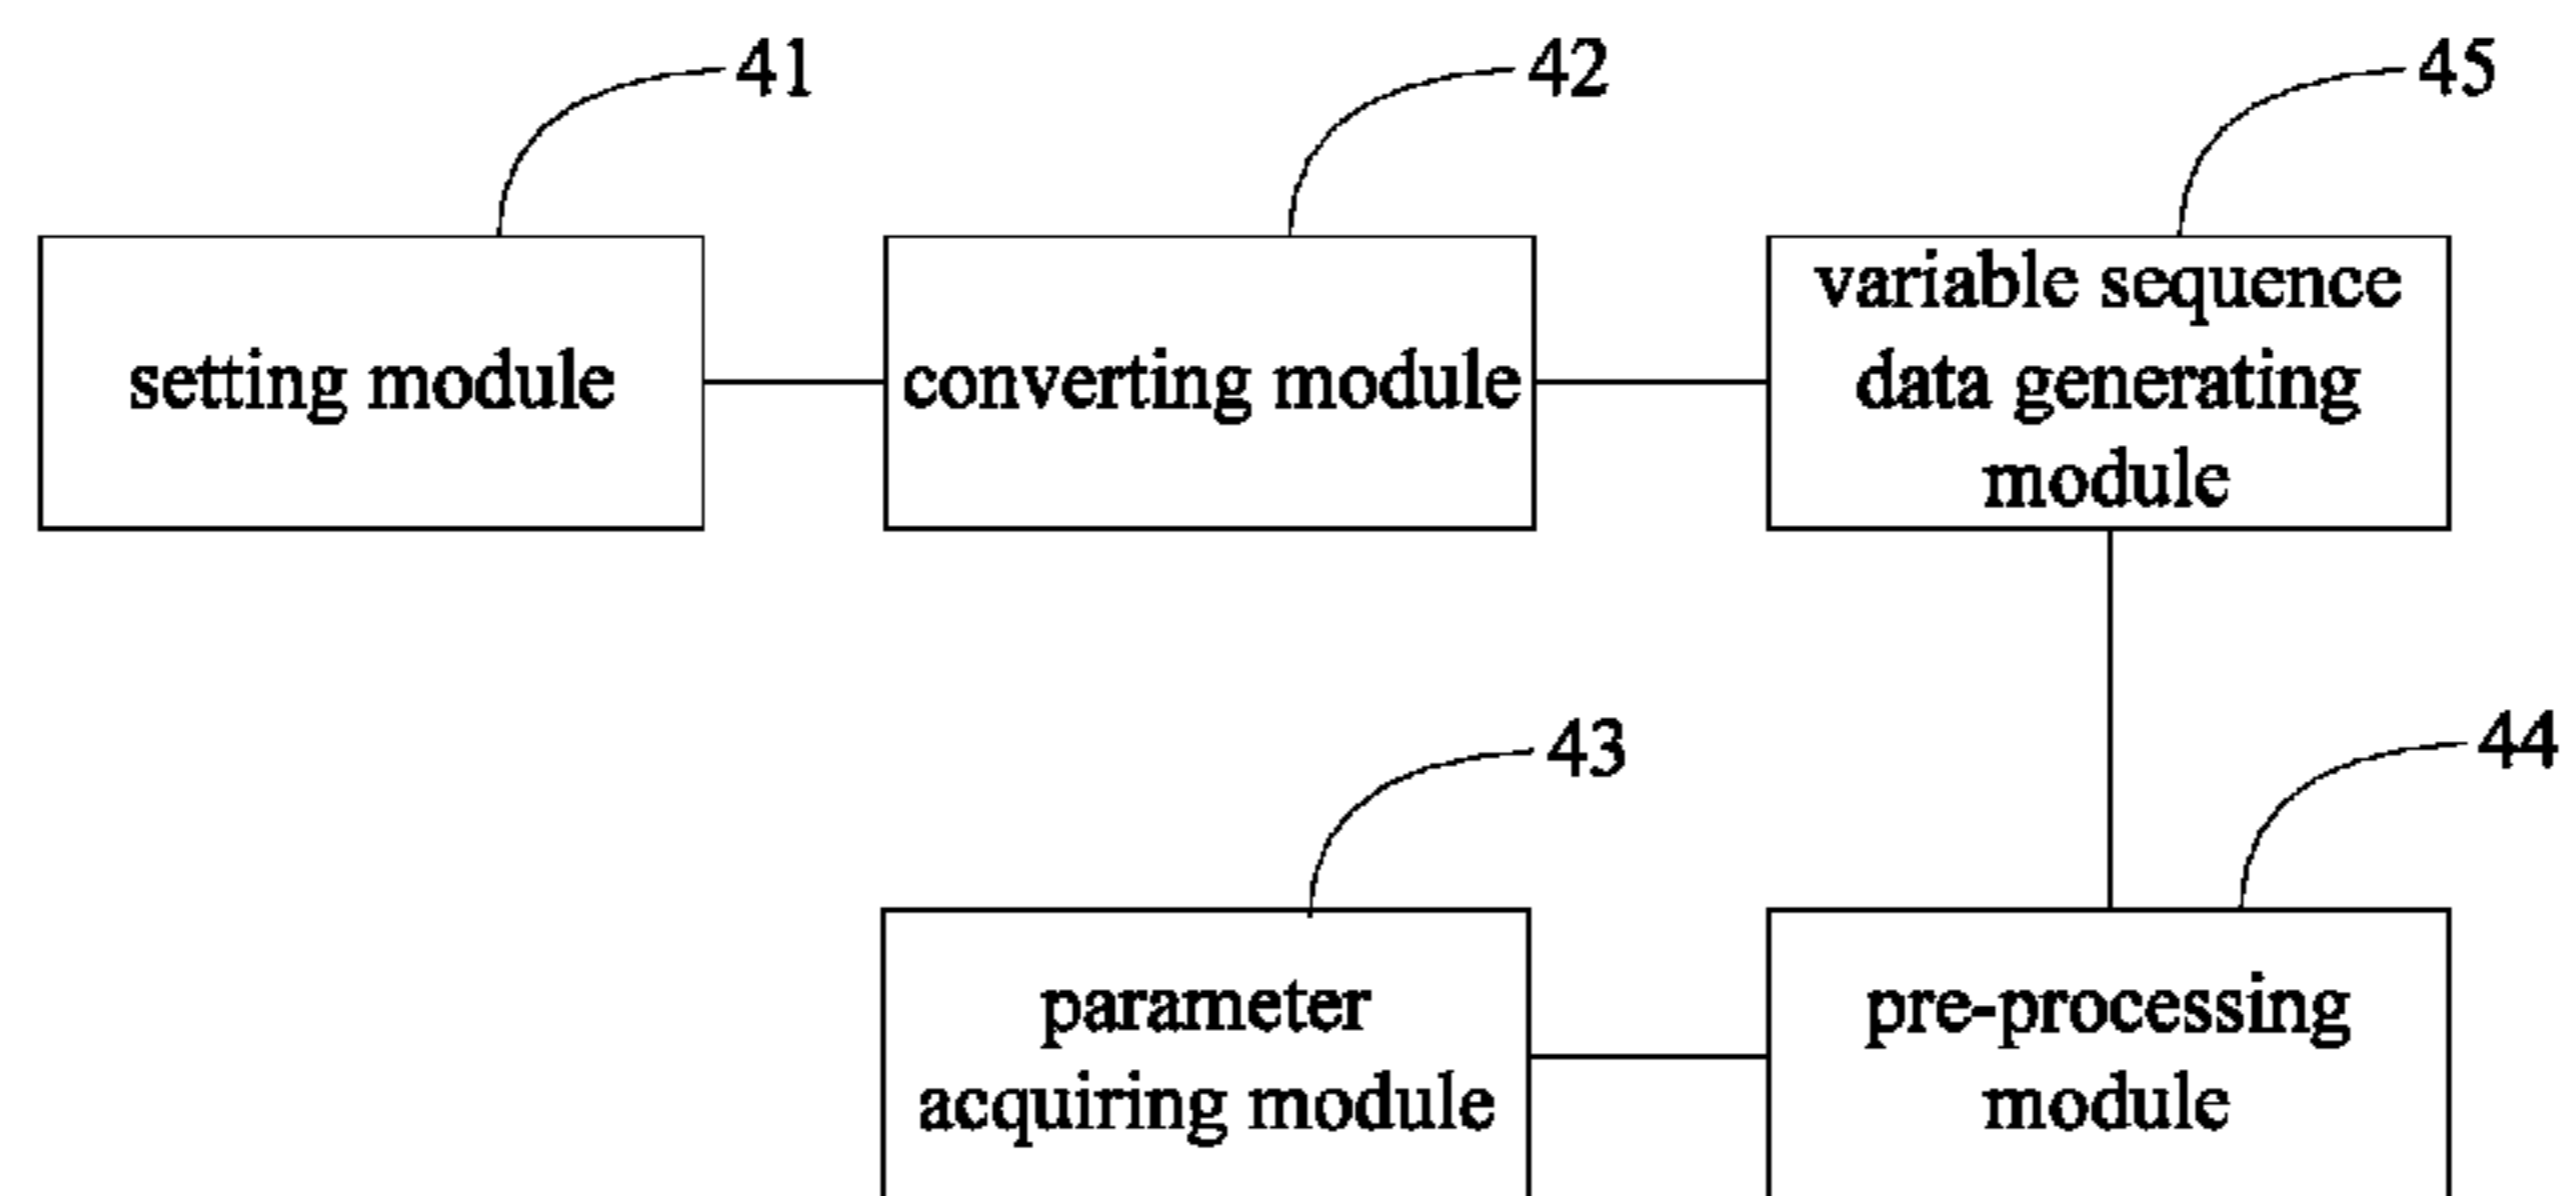 41
42
45
setting module
converting module
variable sequence
data generating
module
43
44
parameter
acquiring module
pre-processing
module